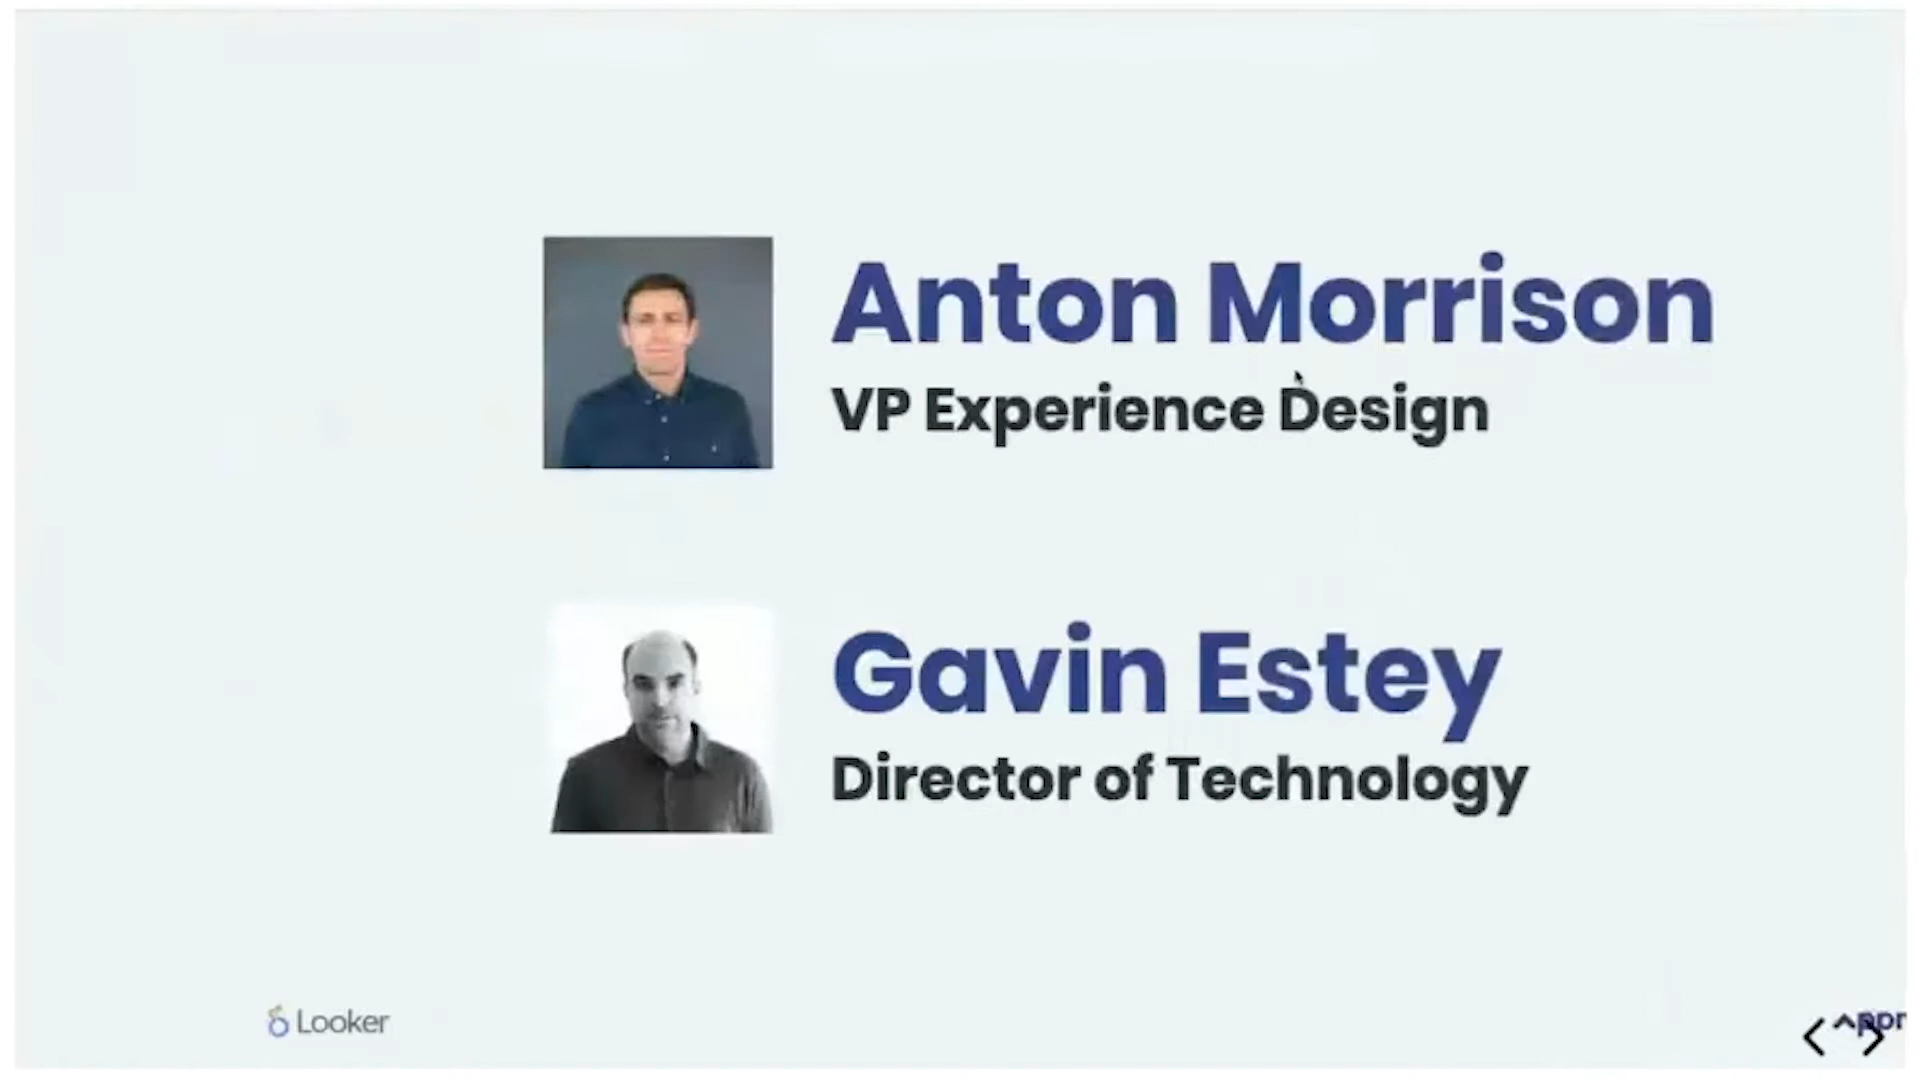 Anton Morrison
VP Experience Design
Gavin Estey
Director of Technology
Looker